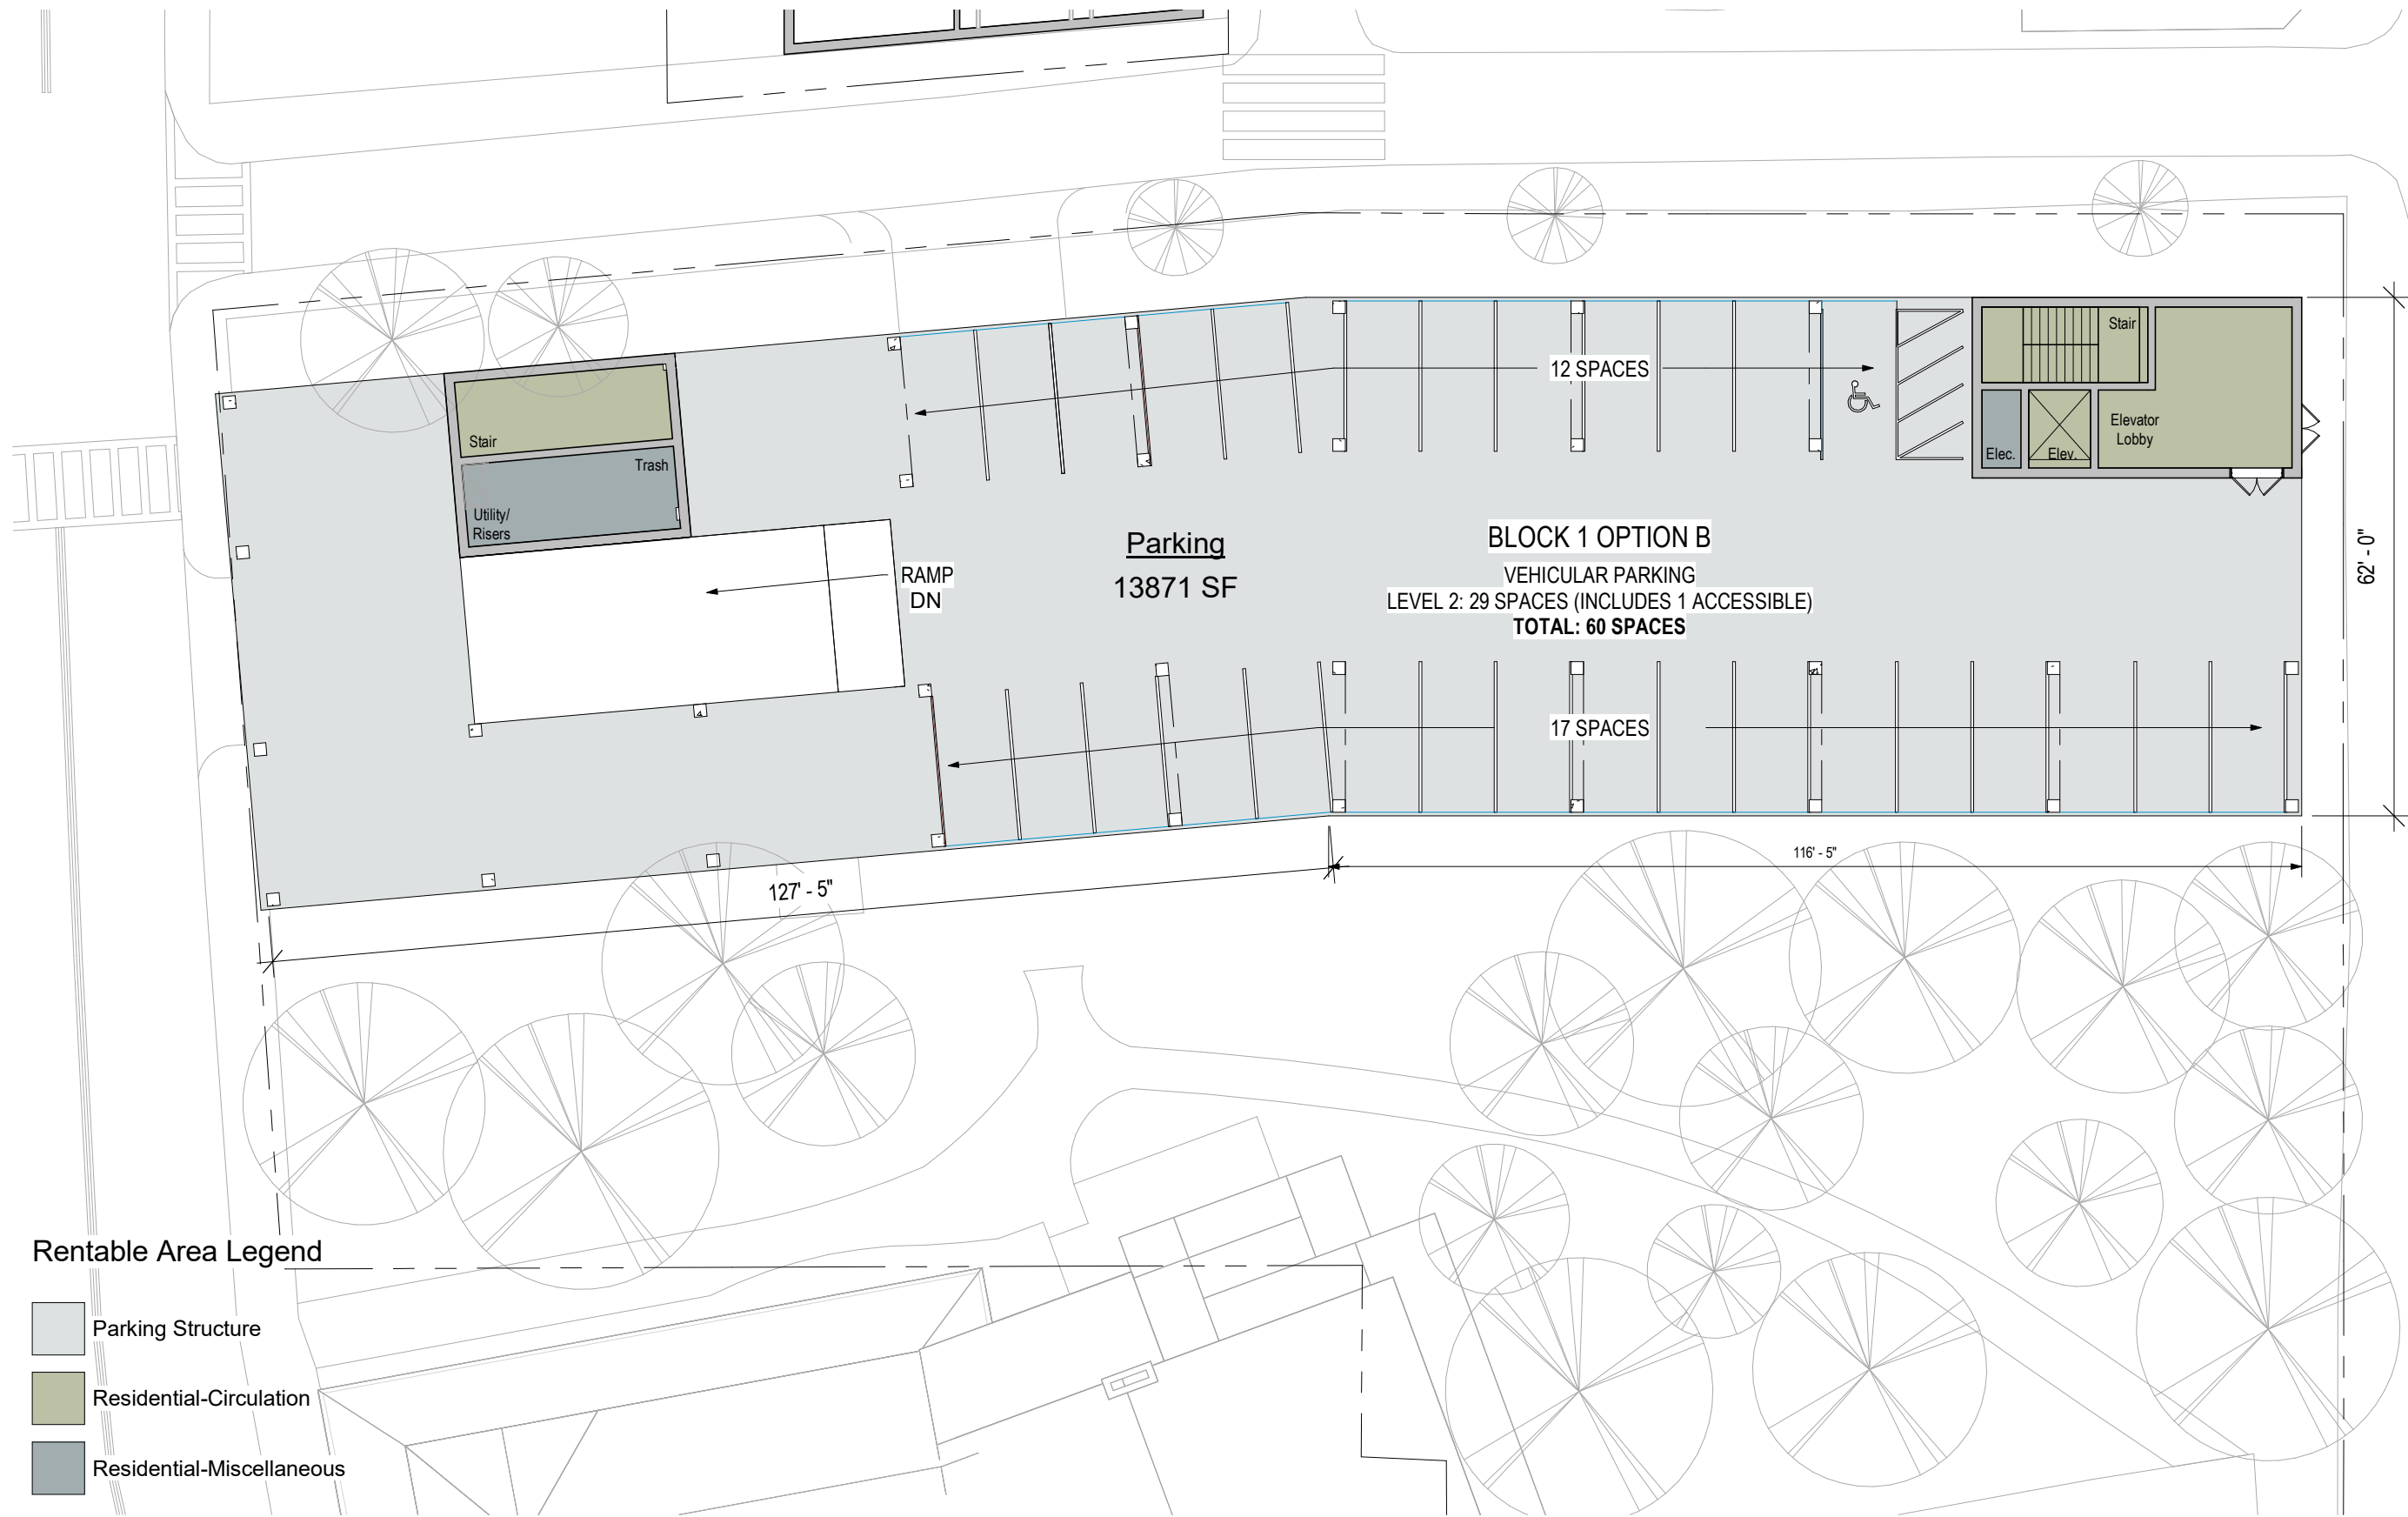 12 SPACES
Stair
Elec.
Elev.
Elevator
Lobby
Stair
Trash
Utility/
Risers
RAMP
DN
Parking
13871 SF
BLOCK 1 OPTION B
VEHICULAR PARKING
LEVEL 2: 29 SPACES (INCLUDES 1 ACCESSIBLE)
TOTAL: 60 SPACES
62' - 0"
17 SPACES
116' - 5"
127' - 5"
Rentable Area Legend
Parking Structure
Residential-Circulation
Residential-Miscellaneous